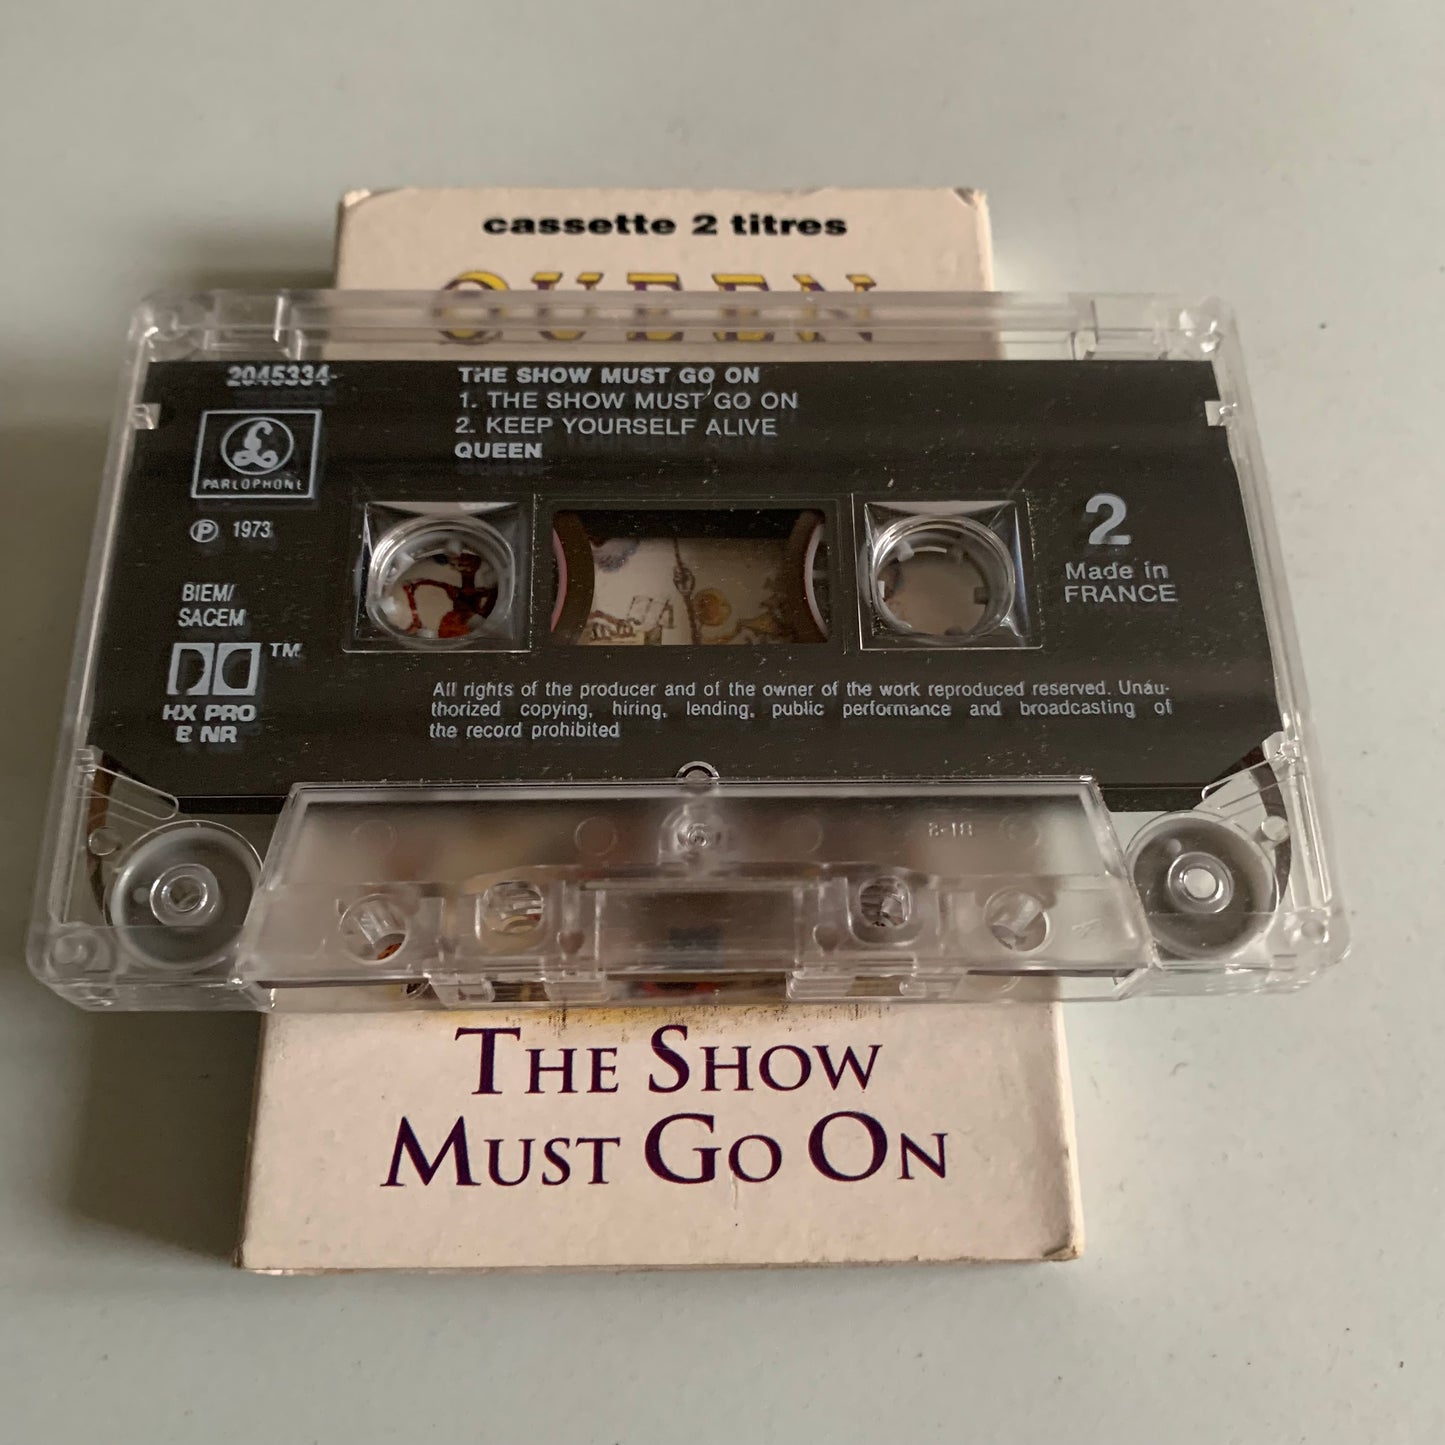 cassette 2 titres
QUEEN
2045334-
THE SHOW MUST GO ON
1. THE SHOW MUST GO ON
2. KEEP YOURSELF ALIVE
QUEEN
£
PARLOPHONE
℗ 1973
BIEM/
SACEM
TM
HX PRO
B NR
2
Made in
FRANCE
All rights of the producer and of the owner of the work reproduced reserved. Unau-
thorized copying, hiring, lending, public performance and broadcasting of
the record prohibited
THE SHOW
MUST GO ON